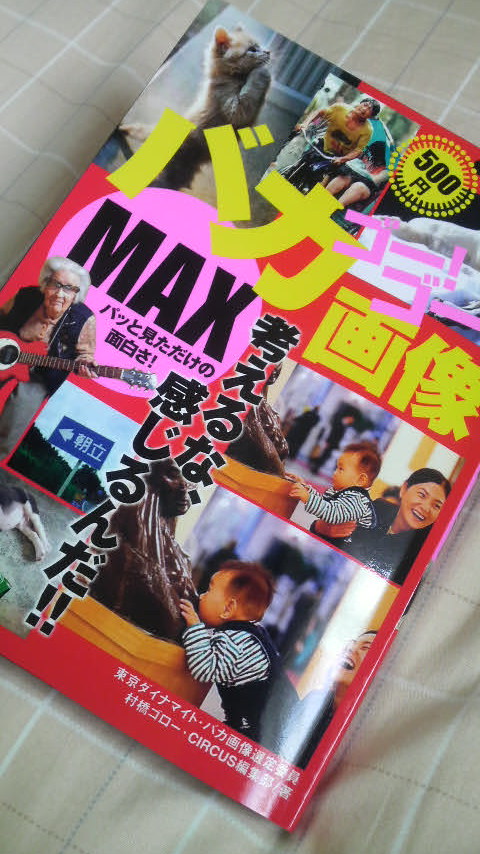 バカ
画像
ゴー!
ゴー
500
円
MAX
パッと見ただけの
面白さ!
考えるな、
感じるんだ!!
朝立
東京ダイナマイト・バカ画像選定委員
村橋ゴロー・CIRCUS編集部/著